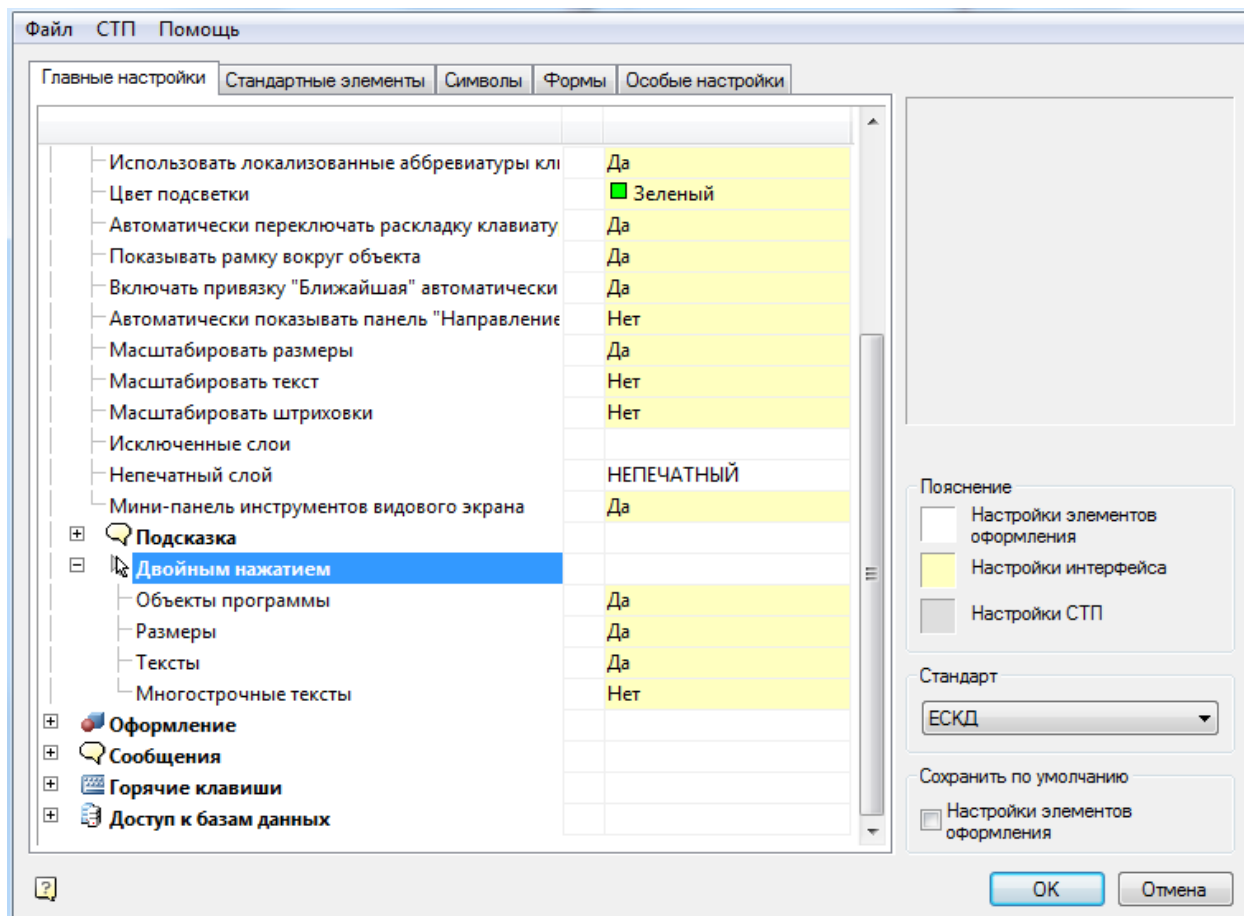 Файл СТП Помощь
Главные настройки Стандартные элементы Символы Формы Особые настройки
Использовать локализованные аббревиатуры кл
Да
Цвет подсветки
Зеленый
Автоматически переключать раскладку клавиату
Да
Показывать рамку вокруг объекта
Да
Включать привязку "Ближайшая" автоматически
Да
Автоматически показывать панель "Направление
Нет
Масштабировать размеры
Да
Масштабировать текст
Нет
Масштабировать штриховки
Нет
Исключенные слои
Непечатный слой
НЕПЕЧАТНЫЙ
Мини-панель инструментов видового экрана
Да
Подсказка
Двойным нажатием
Объекты программы
Да
Размеры
Да
Тексты
Да
Многострочные тексты
Нет
Оформление
Сообщения
Горячие клавиши
Доступ к базам данных
Пояснение
Настройки элементов
оформления
Настройки интерфейса
Настройки СТП
Стандарт
ЕСКД
Сохранить по умолчанию
Настройки элементов
оформления
?
OK
Отмена